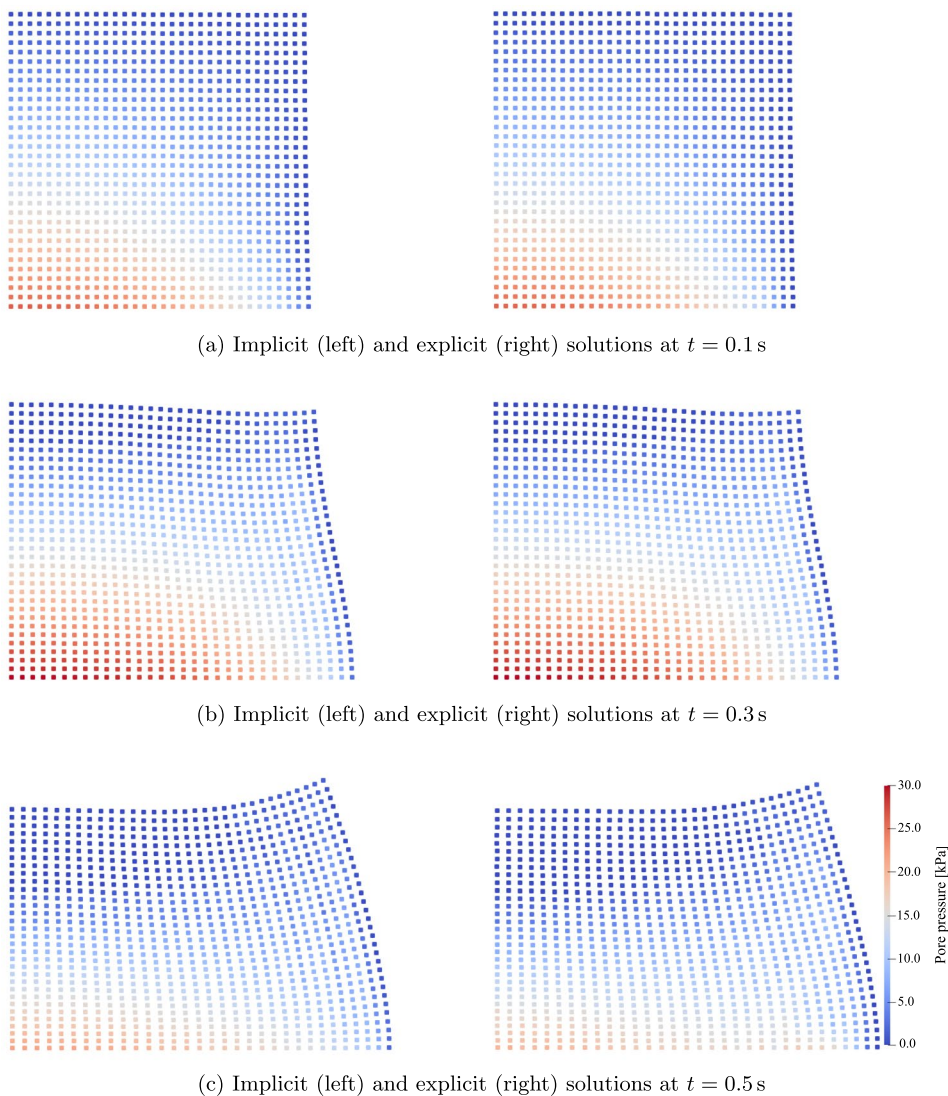 (a) Implicit (left) and explicit (right) solutions at t = 0.1 s
(b) Implicit (left) and explicit (right) solutions at t = 0.3 s
30.0
25.0
20.0
15.0
10.0
5.0
0.0
Pore pressure [kPa]
(c) Implicit (left) and explicit (right) solutions at t = 0.5 s